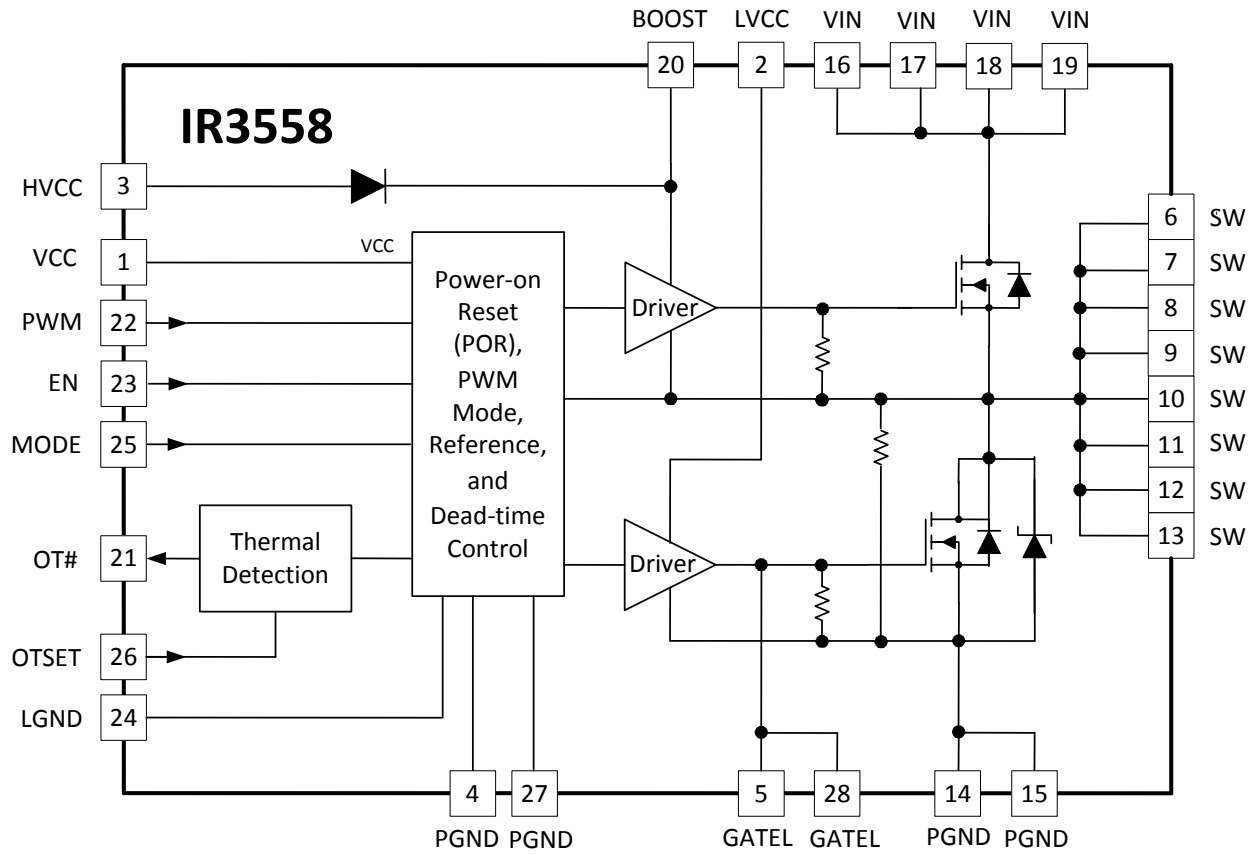 BOOST LVCC VIN VIN VIN VIN
20 2 16 17 18 19
IR3558
HVCC 3
VCC 1 VCC
PWM 22
EN 23
MODE 25
OT# 21
OTSET 26
LGND 24
Power-on
Reset
(POR),
PWM
Mode,
Reference,
and
Dead-time
Control
Thermal
Detection
Driver
Driver
6 SW
7 SW
8 SW
9 SW
10 SW
11 SW
12 SW
13 SW
4 27 5 28 14 15
PGND PGND GATEL GATEL PGND PGND